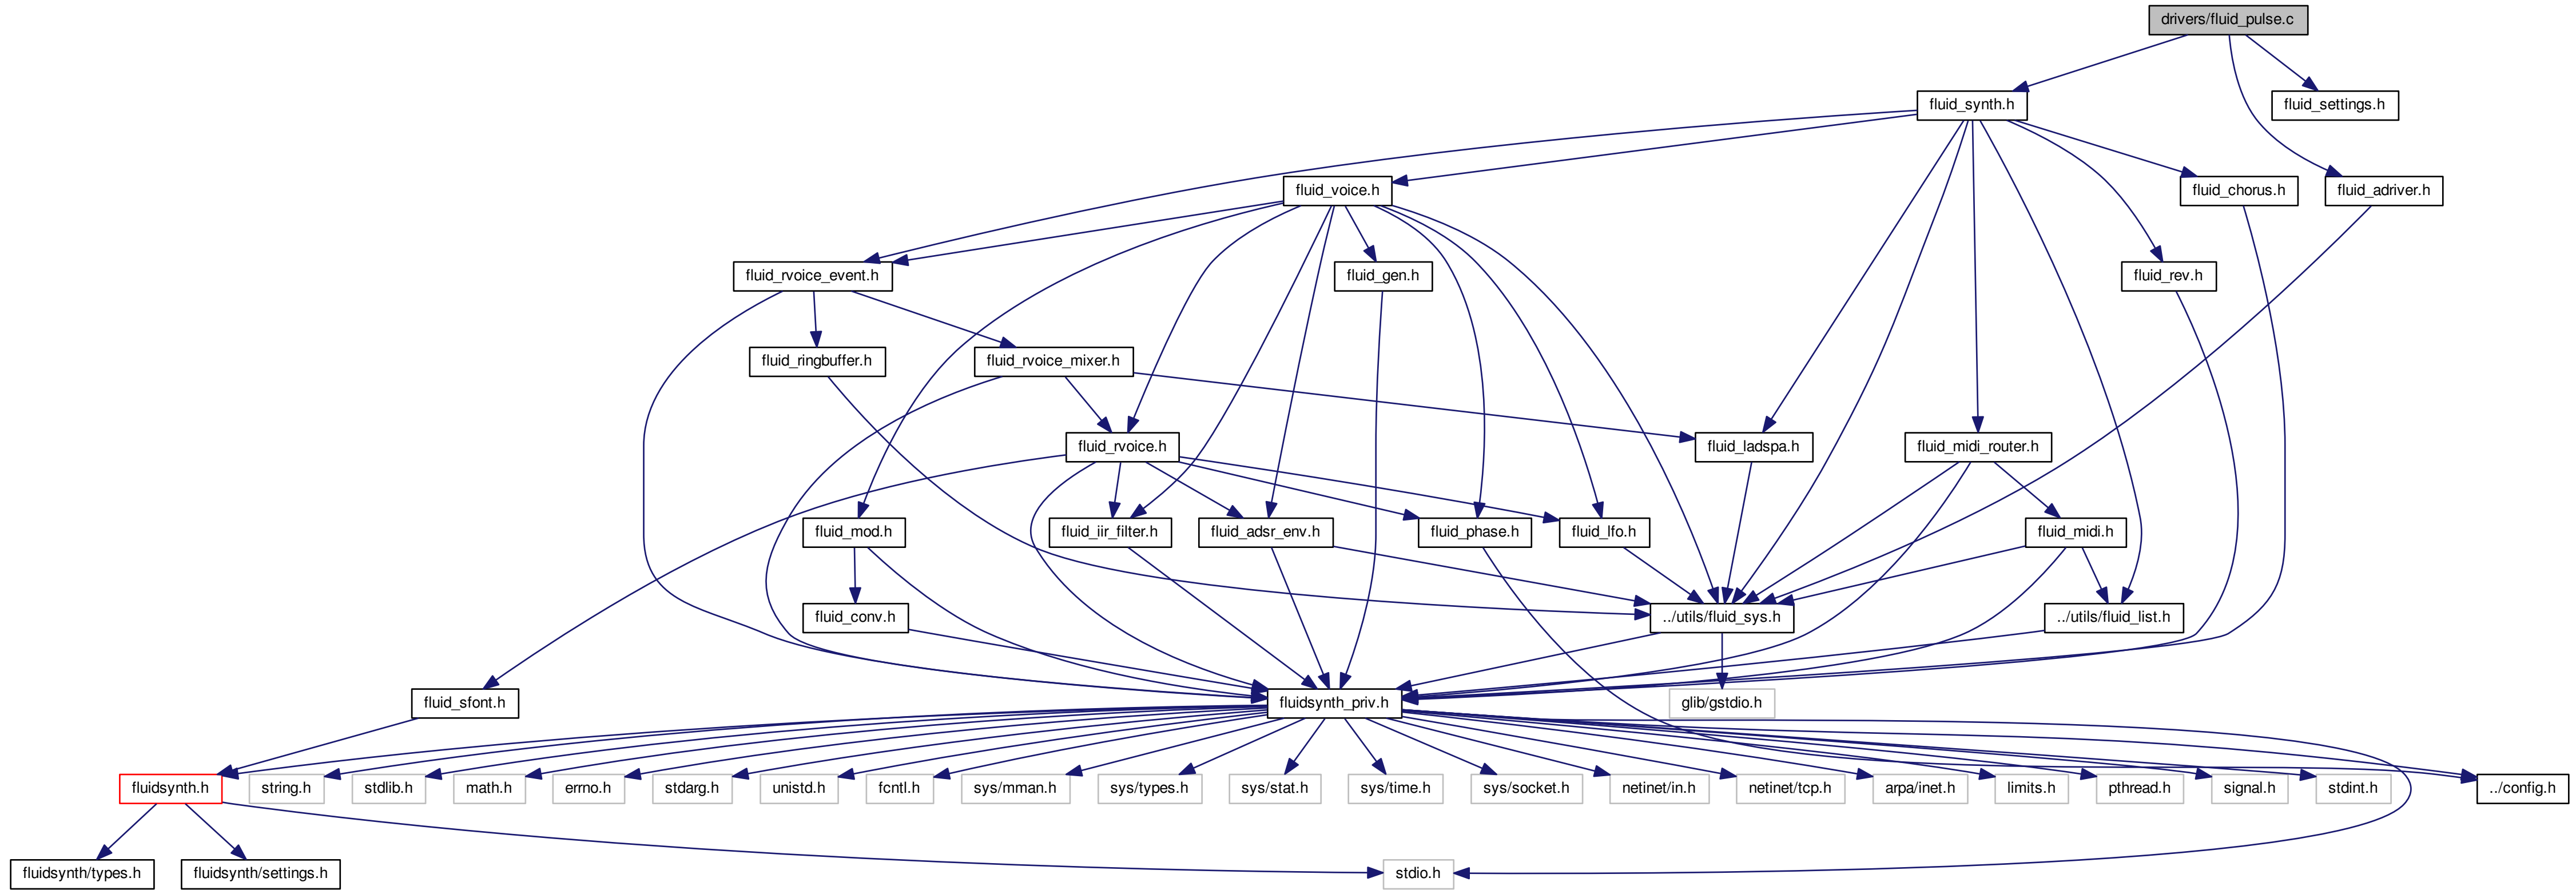 drivers/fluid_pulse.c
fluid_synth.h
fluid_settings.h
fluid_voice.h
fluid_chorus.h
fluid_adriver.h
fluid_rvoice_event.h
fluid_gen.h
fluid_rev.h
fluid_ringbuffer.h
fluid_rvoice_mixer.h
fluid_rvoice.h
fluid_ladspa.h
fluid_midi_router.h
fluid_mod.h
fluid_iir_filter.h
fluid_adsr_env.h
fluid_phase.h
fluid_lfo.h
fluid_midi.h
fluid_conv.h
../utils/fluid_sys.h
../utils/fluid_list.h
fluid_sfont.h
fluidsynth_priv.h
glib/gstdio.h
fluidsynth.h
string.h
stdlib.h
math.h
errno.h
stdarg.h
unistd.h
fcntl.h
sys/mman.h
sys/types.h
sys/stat.h
sys/time.h
sys/socket.h
netinet/in.h
netinet/tcp.h
arpa/inet.h
limits.h
pthread.h
signal.h
stdint.h
../config.h
fluidsynth/types.h
fluidsynth/settings.h
stdio.h